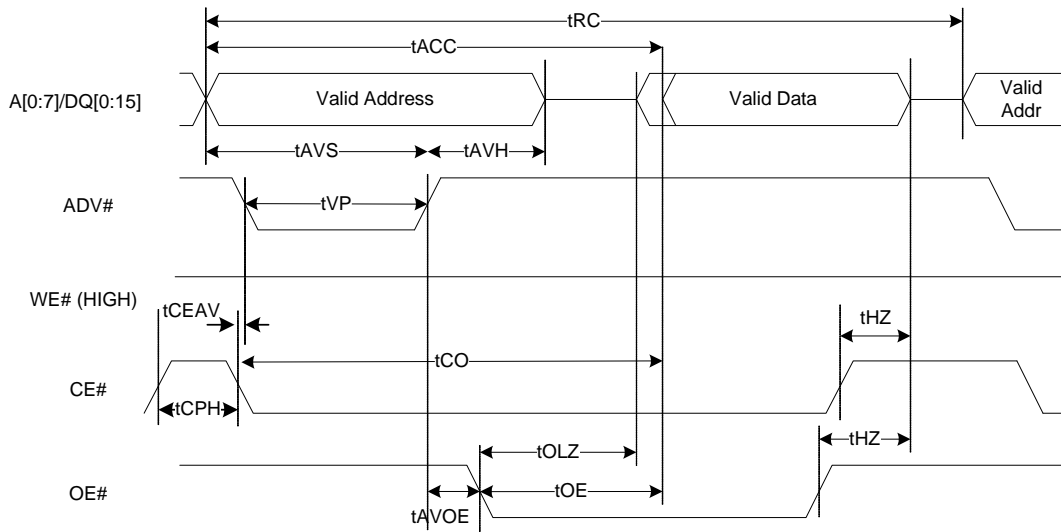 tRC
tACC
A[0:7]/DQ[0:15]
Valid Address
Valid Data
Valid
Addr
tAVS
tAVH
ADV#
tVP
WE# (HIGH)
tCEAV
tHZ
tCO
CE#
tCPH
tHZ
tOLZ
OE#
tOE
tAVOE